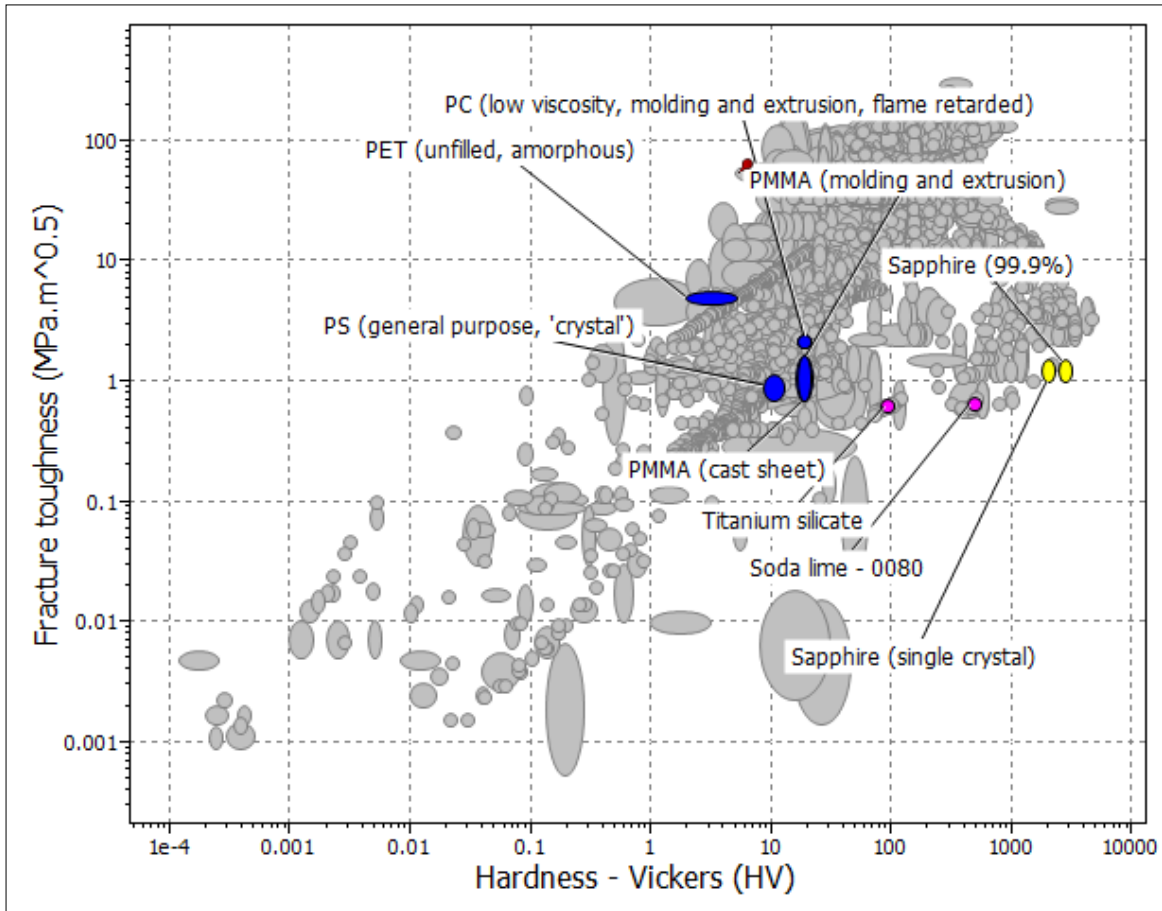 PC (low viscosity, molding and extrusion, flame retarded)
PET (unfilled, amorphous)
PMMA (molding and extrusion)
Sapphire (99.9%)
PS (general purpose, 'crystal')
PMMA (cast sheet)
Titanium silicate
Soda lime - 0080
Sapphire (single crystal)
Fracture toughness (MPa.m^0.5)
100
10
1
0.1
0.01
0.001
1e-4
0.001
0.01
0.1
1
10
100
1000
10000
Hardness - Vickers (HV)